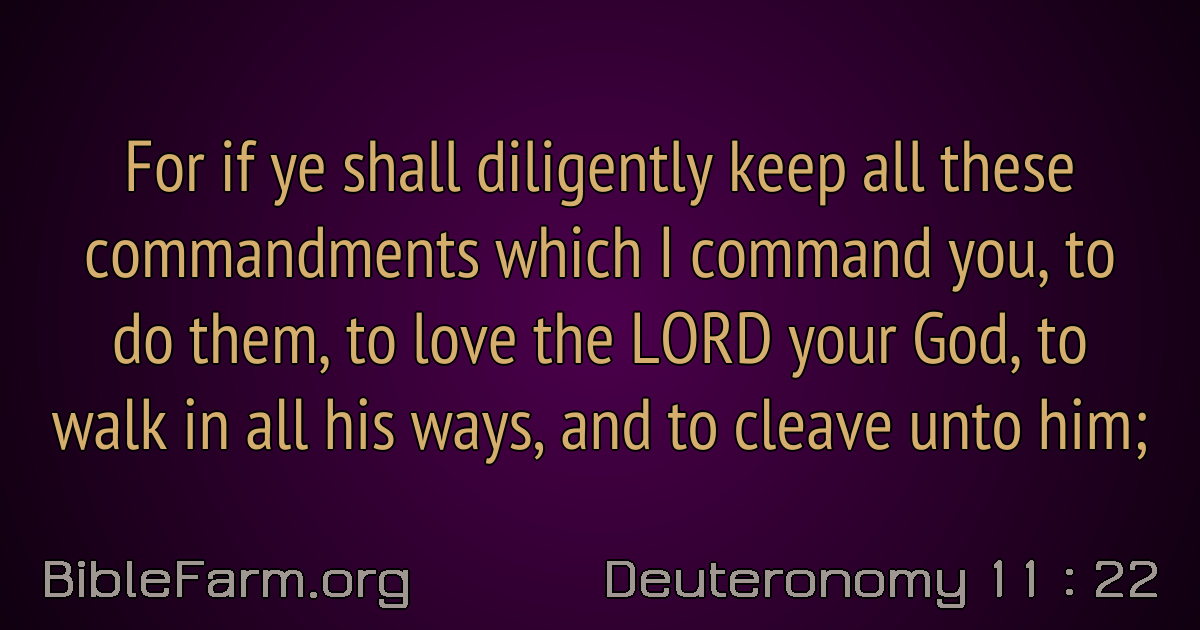 For if ye shall diligently keep all these
commandments which I command you, to
do them, to love the LORD your God, to
walk in all his ways, and to cleave unto him;
BibleFarm.org
Deuteronomy 11 : 22